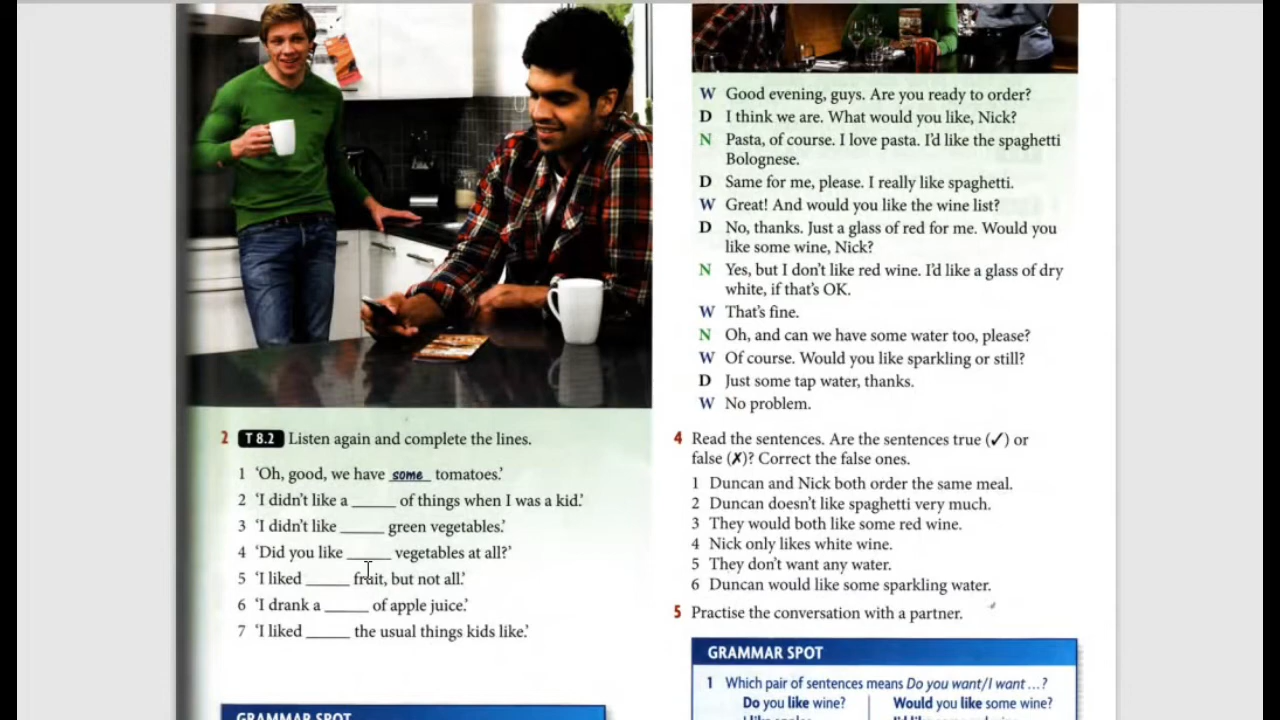 2 T 8.2 Listen again and complete the lines.
1 ‘Oh, good, we have some tomatoes.’
2 ‘I didn’t like a ______ of things when I was a kid.’
3 ‘I didn’t like ______ green vegetables.’
4 ‘Did you like ______ vegetables at all?’
5 ‘I liked ______ fruit, but not all.’
6 ‘I drank a ______ of apple juice.’
7 ‘I liked ______ the usual things kids like.’
GRAMMAR SPOT
W Good evening, guys. Are you ready to order?
D I think we are. What would you like, Nick?
N Pasta, of course. I love pasta. I’d like the spaghetti
Bolognese.
D Same for me, please. I really like spaghetti.
W Great! And would you like the wine list?
D No, thanks. Just a glass of red for me. Would you
like some wine, Nick?
N Yes, but I don’t like red wine. I’d like a glass of dry
white, if that’s OK.
W That’s fine.
N Oh, and can we have some water too, please?
W Of course. Would you like sparkling or still?
D Just some tap water, thanks.
W No problem.
4 Read the sentences. Are the sentences true (✓) or
false (✗)? Correct the false ones.
1 Duncan and Nick both order the same meal.
2 Duncan doesn’t like spaghetti very much.
3 They would both like some red wine.
4 Nick only likes white wine.
5 They don’t want any water.
6 Duncan would like some sparkling water.
5 Practise the conversation with a partner.
GRAMMAR SPOT
1 Which pair of sentences means Do you want/I want …?
Do you like wine? Would you like some wine?